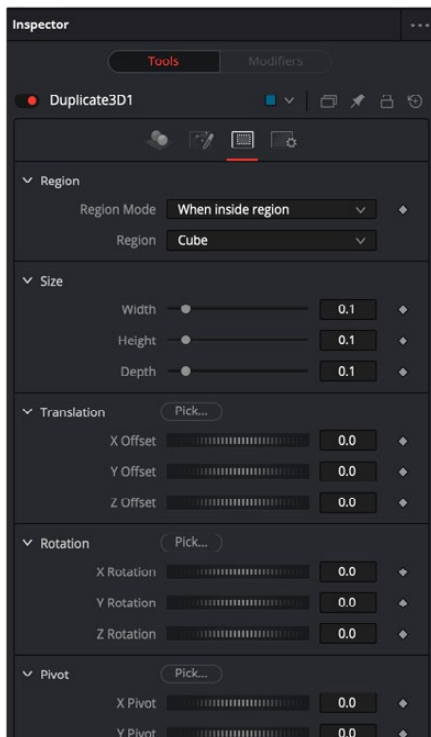 Inspector
Tools Modifiers
Duplicate3D1
Region
Region Mode When inside region
Region Cube
Size
Width 0.1
Height 0.1
Depth 0.1
Translation Pick...
X Offset 0.0
Y Offset 0.0
Z Offset 0.0
Rotation Pick...
X Rotation 0.0
Y Rotation 0.0
Z Rotation 0.0
Pivot Pick...
X Pivot 0.0
Y Pivot 0.0